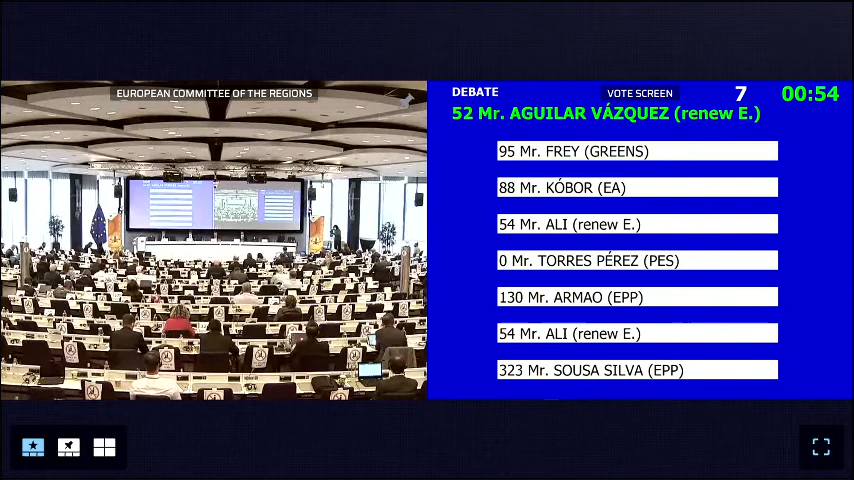 EUROPEAN COMMITTEE OF THE REGIONS
DEBATE
VOTE SCREEN
7
00:54
52 Mr. AGUILAR VÁZQUEZ (renew E.)
95 Mr. FREY (GREENS)
88 Mr. KÓBOR (EA)
54 Mr. ALI (renew E.)
0 Mr. TORRES PÉREZ (PES)
130 Mr. ARMAO (EPP)
54 Mr. ALI (renew E.)
323 Mr. SOUSA SILVA (EPP)